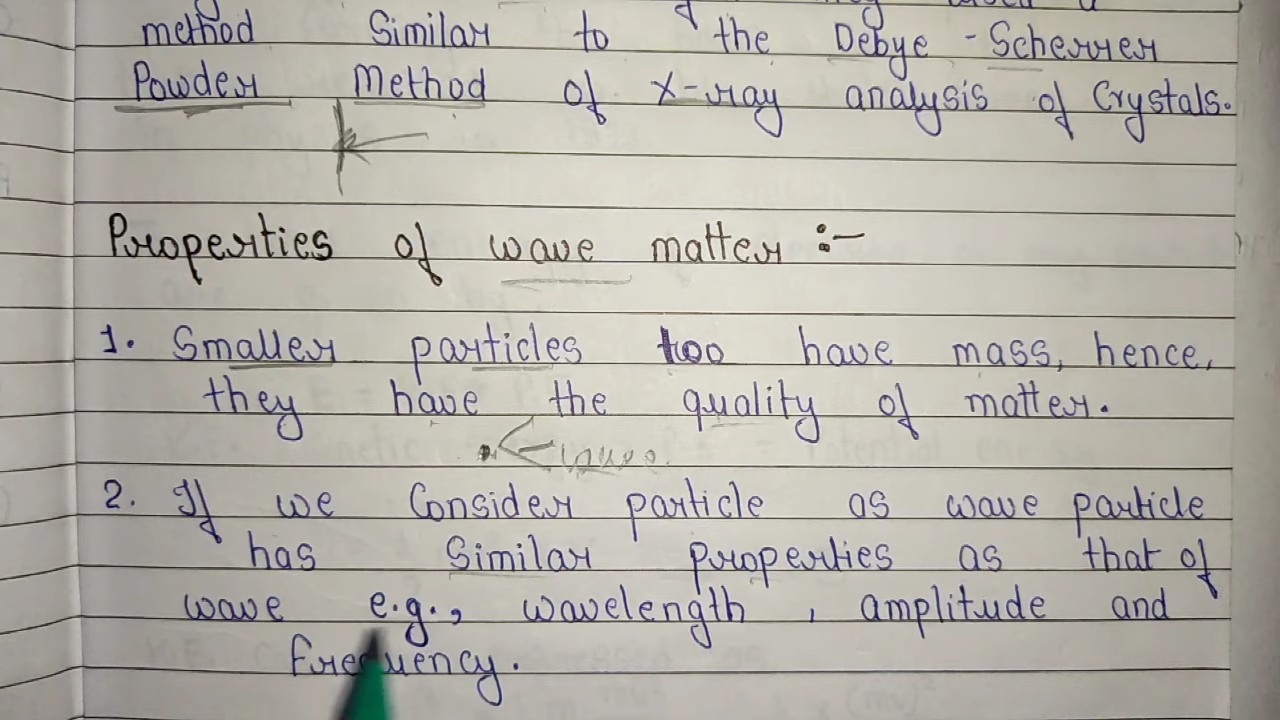 method Similar to the Debye - Scherrer
Powder Method of X-ray analysis of Crystals.
Properties of wave matter :-
1. Smaller particles too have mass, hence,
they have the quality of matter.
wave
2. If we Consider particle as wave particle
has Similar properties as that of
wave e.g., wavelength, amplitude and
frequency.